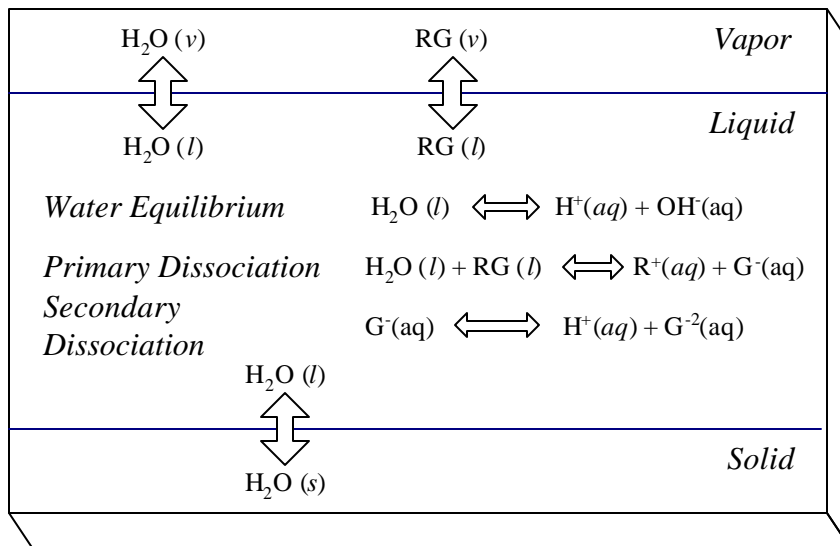 H₂O (v) RG (v) Vapor
Liquid
H₂O (l) RG (l)
Water Equilibrium H₂O (l) ⇔ H⁺(aq) + OH⁻(aq)
Primary Dissociation H₂O (l) + RG (l) ⇔ R⁺(aq) + G⁻(aq)
Secondary
Dissociation G⁻(aq) ⇔ H⁺(aq) + G⁻²(aq)
H₂O (l)
Solid
H₂O (s)